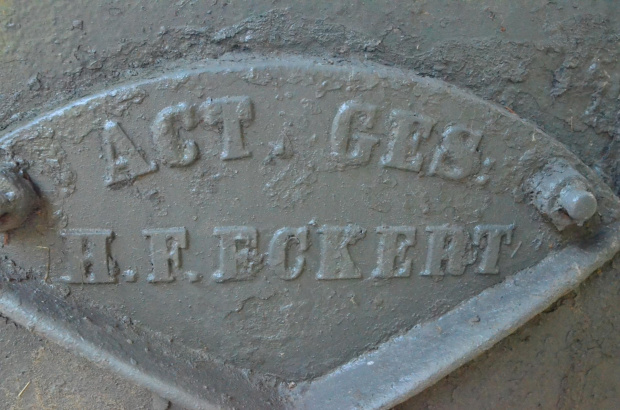 ACT. GES:
H.F. ECKERT